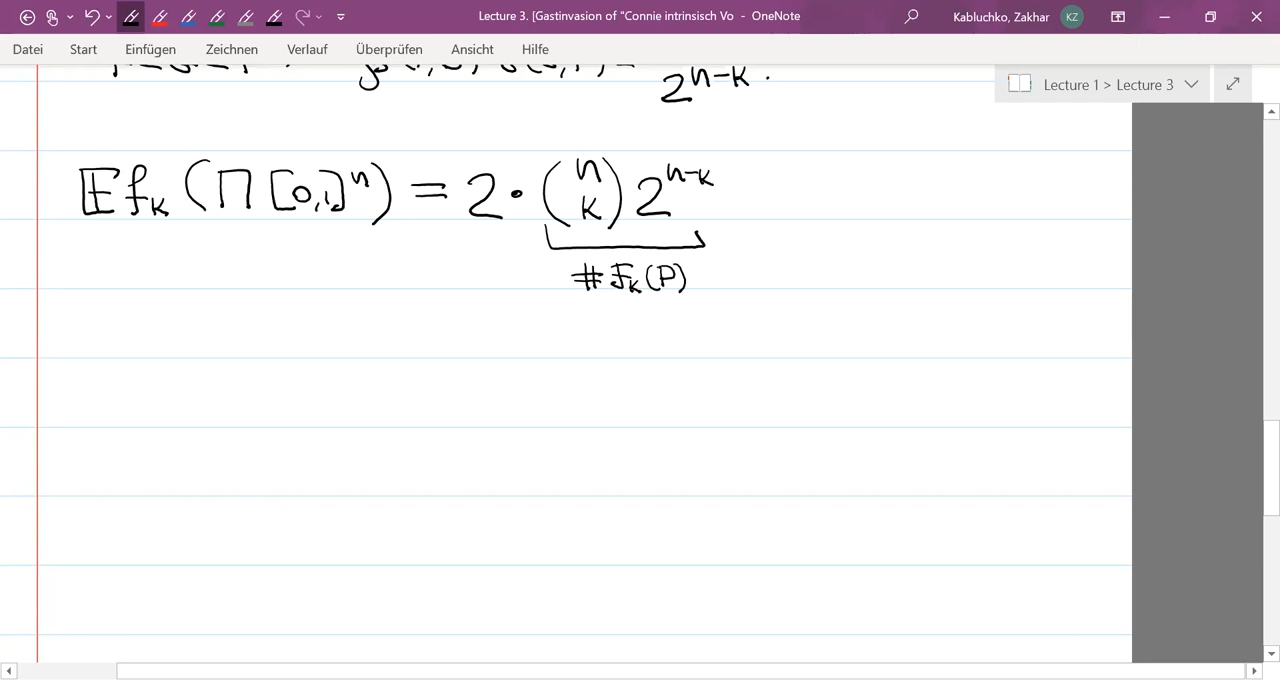 Lecture 3. [Gastinvasion of "Connie intrinsisch Vo - OneNote
Kabluchko, Zakhar KZ
Datei Start Einfügen Zeichnen Verlauf Überprüfen Ansicht Hilfe
Lecture 1 > Lecture 3
2^{n-k}.
𝔼 f_k (Π [0,1]^n) = 2 · \binom{n}{k} 2^{n-k}
# F_k (P)